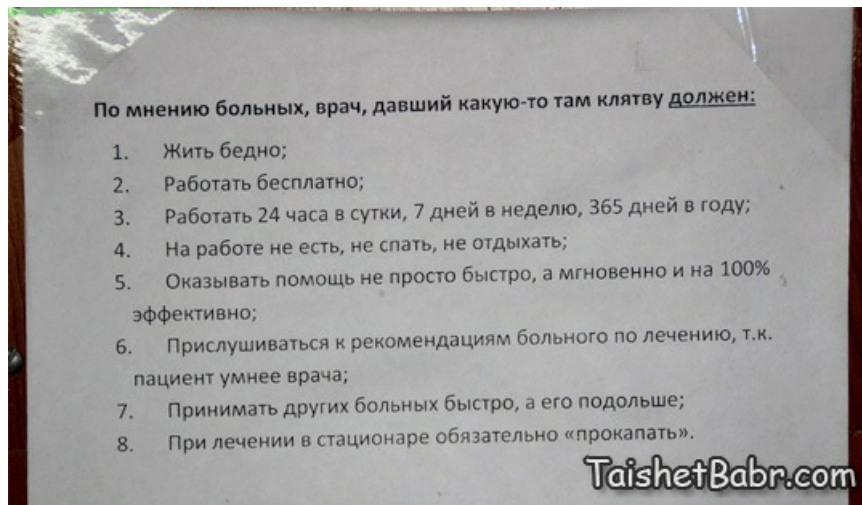 По мнению больных, врач, давший какую-то там клятву должен:
1. Жить бедно;
2. Работать бесплатно;
3. Работать 24 часа в сутки, 7 дней в неделю, 365 дней в году;
4. На работе не есть, не спать, не отдыхать;
5. Оказывать помощь не просто быстро, а мгновенно и на 100%
эффективно;
6. Прислушиваться к рекомендациям больного по лечению, т.к.
пациент умнее врача;
7. Принимать других больных быстро, а его подольше;
8. При лечении в стационаре обязательно «прокапать».
TaishetBabr.com